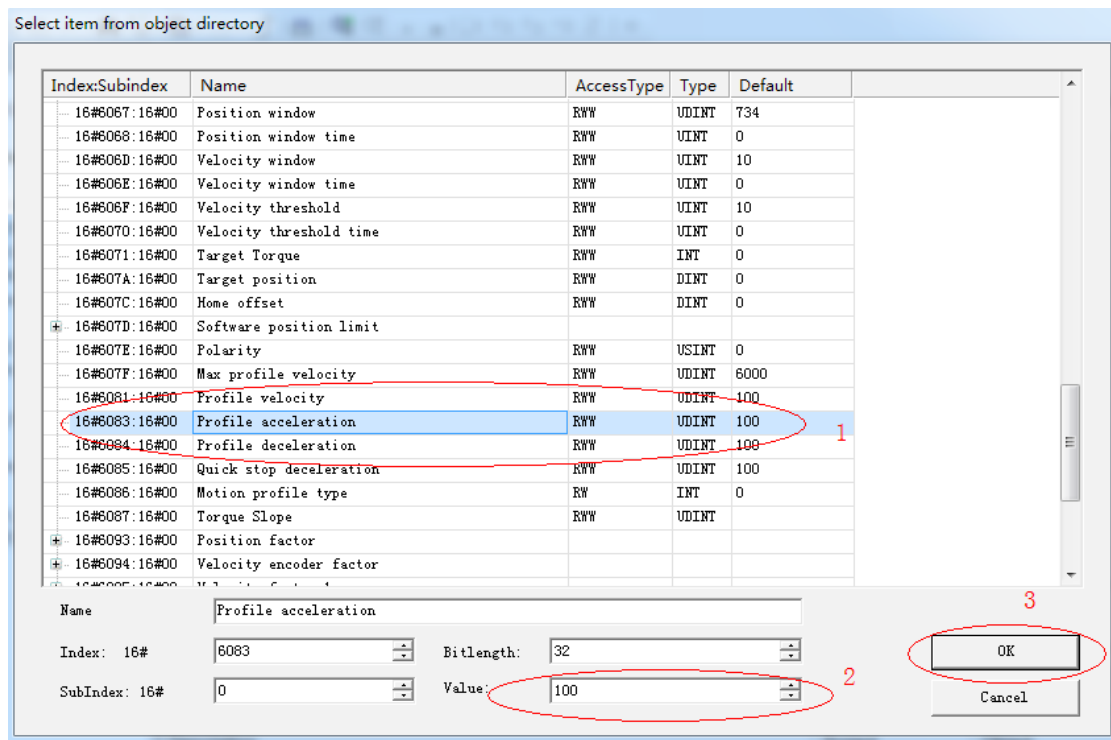 Select item from object directory
Index:Subindex Name AccessType Type Default
16#6067:16#00 Position window RWW UDINT 734
16#6068:16#00 Position window time RWW UINT 0
16#606D:16#00 Velocity window RWW UINT 10
16#606E:16#00 Velocity window time RWW UINT 0
16#606F:16#00 Velocity threshold RWW UINT 10
16#6070:16#00 Velocity threshold time RWW UINT 0
16#6071:16#00 Target Torque RWW INT 0
16#607A:16#00 Target position RWW DINT 0
16#607C:16#00 Home offset RWW DINT 0
16#607D:16#00 Software position limit
16#607E:16#00 Polarity RWW USINT 0
16#607F:16#00 Max profile velocity RWW UDINT 6000
16#6081:16#00 Profile velocity RWW UDINT 100
16#6083:16#00 Profile acceleration RWW UDINT 100
1
16#6084:16#00 Profile deceleration RWW UDINT 100
16#6085:16#00 Quick stop deceleration RWW UDINT 100
16#6086:16#00 Motion profile type RW INT 0
16#6087:16#00 Torque Slope RWW UDINT
16#6093:16#00 Position factor
16#6094:16#00 Velocity encoder factor
Name Profile acceleration
3
Index: 16# 6083 Bitlength: 32 OK
SubIndex: 16# 0 Value: 100 2
Cancel